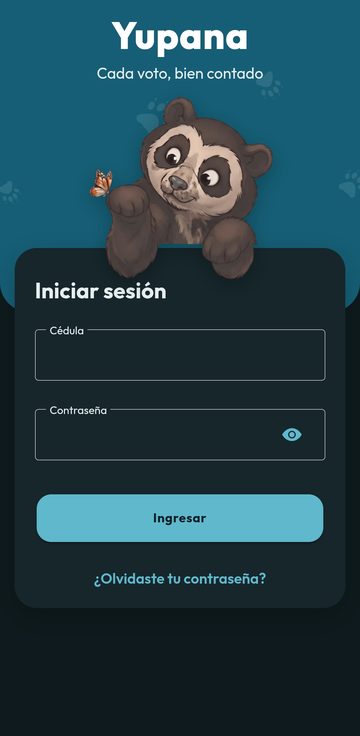 Yupana
Cada voto, bien contado
Iniciar sesión
Cédula
Contraseña
Ingresar
¿Olvidaste tu contraseña?